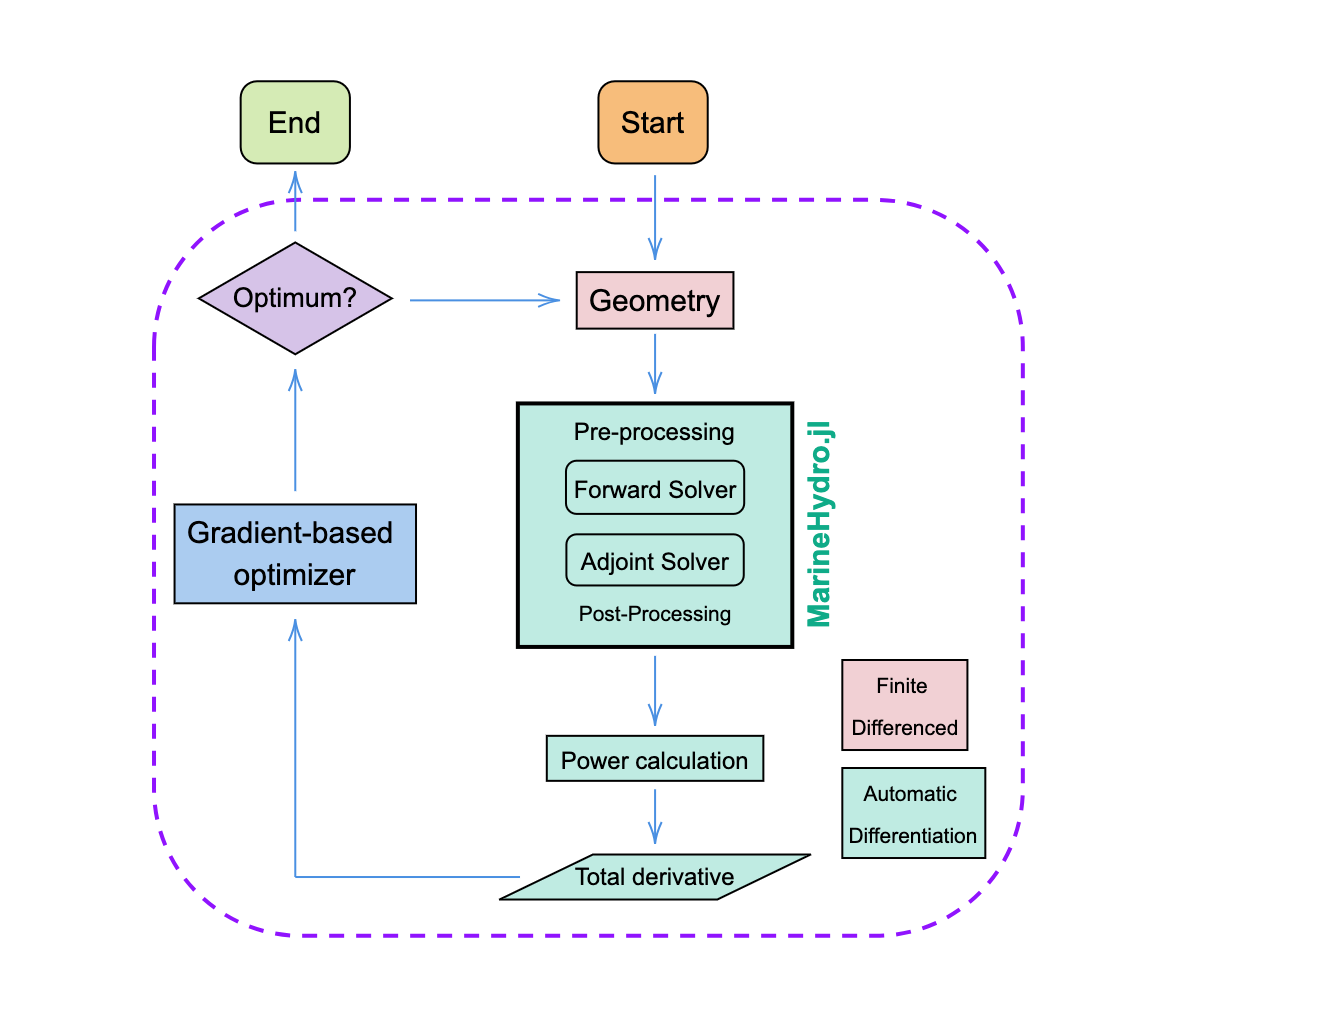 End
Start
Optimum?
Geometry
Pre-processing
Forward Solver
Adjoint Solver
Post-Processing
MarineHydro.jl
Gradient-based
optimizer
Finite
Differenced
Power calculation
Automatic
Differentiation
Total derivative